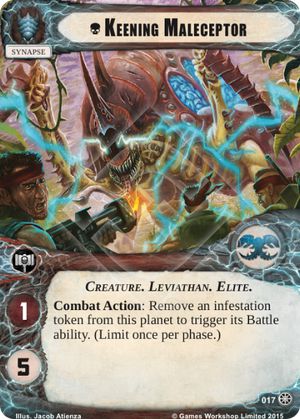 KEENING MALECEPTOR
SYNAPSE
CREATURE. LEVIATHAN. ELITE.
1
Combat Action: Remove an infestation
token from this planet to trigger its Battle
ability. (Limit once per phase.)
5
017
Illus. Jacob Atienza
© Games Workshop Limited 2015